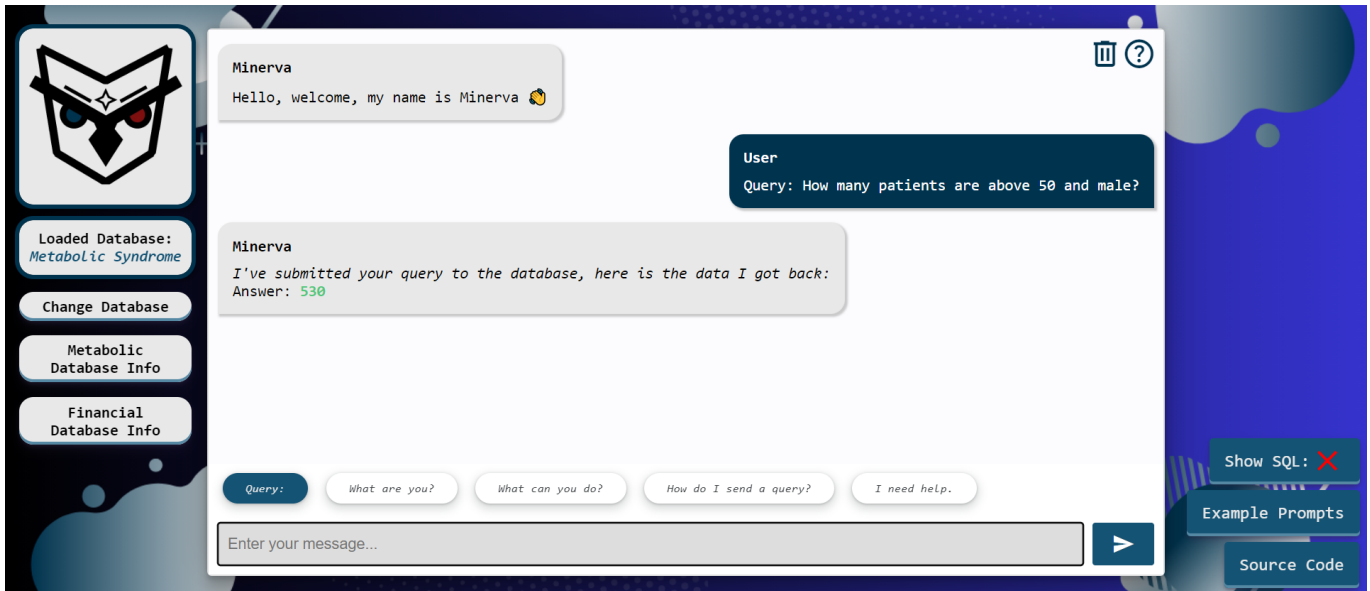 Minerva
Hello, welcome, my name is Minerva 👏
User
Query: How many patients are above 50 and male?
Minerva
I've submitted your query to the database, here is the data I got back:
Answer: 530
Loaded Database:
Metabolic Syndrome
Change Database
Metabolic
Database Info
Financial
Database Info
Query:
What are you?
What can you do?
How do I send a query?
I need help.
Enter your message...
Show SQL: ❌
Example Prompts
Source Code